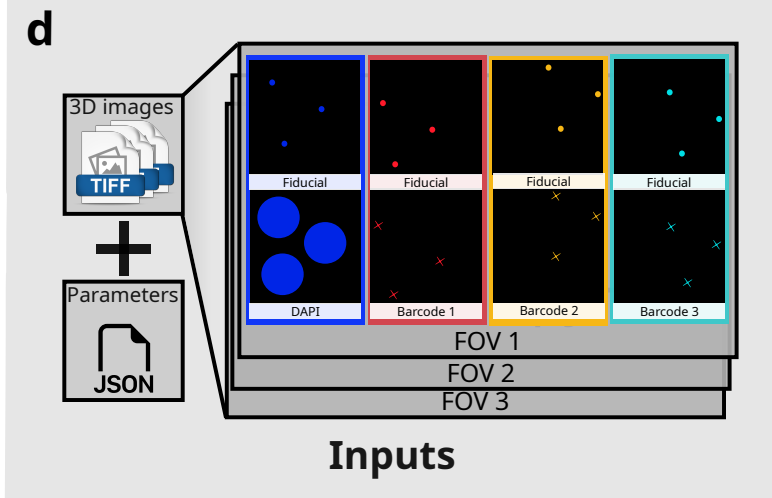 d
3D images
TIFF
Parameters
JSON
Fiducial
Fiducial
Fiducial
Fiducial
DAPI
Barcode 1
Barcode 2
Barcode 3
FOV 1
FOV 2
FOV 3
Inputs